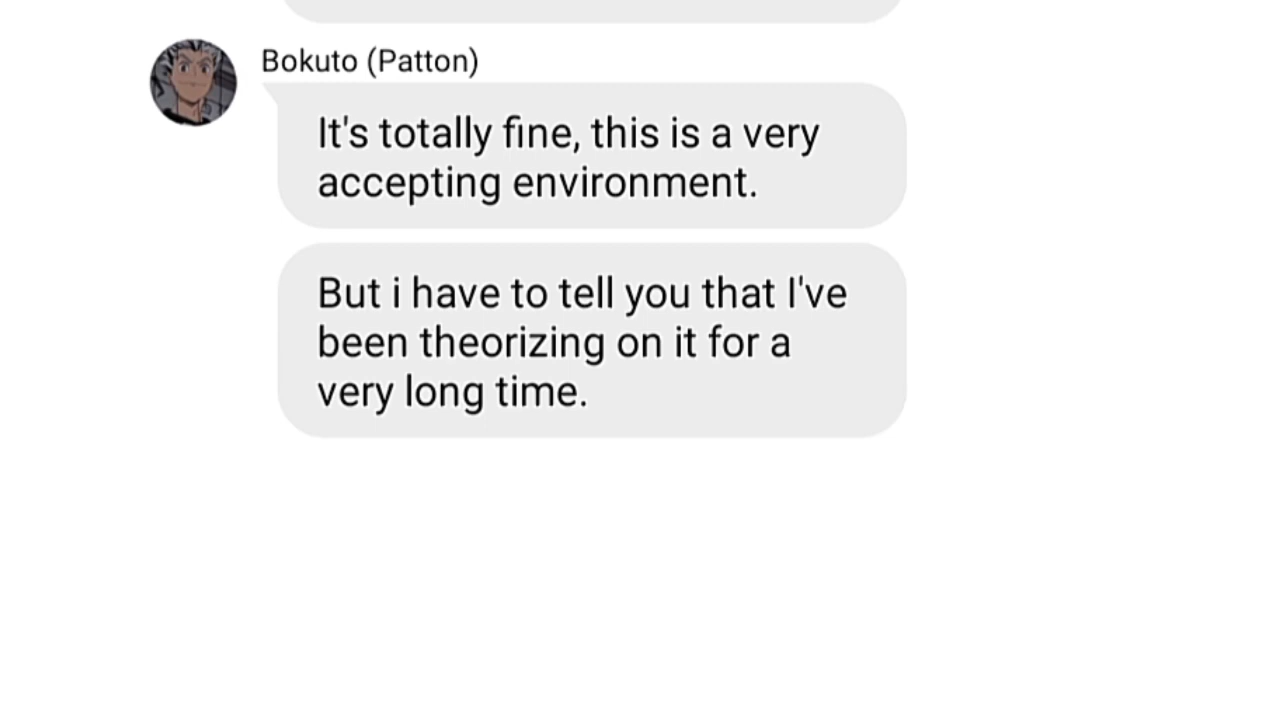 Bokuto (Patton)
It's totally fine, this is a very
accepting environment.
But i have to tell you that I've
been theorizing on it for a
very long time.